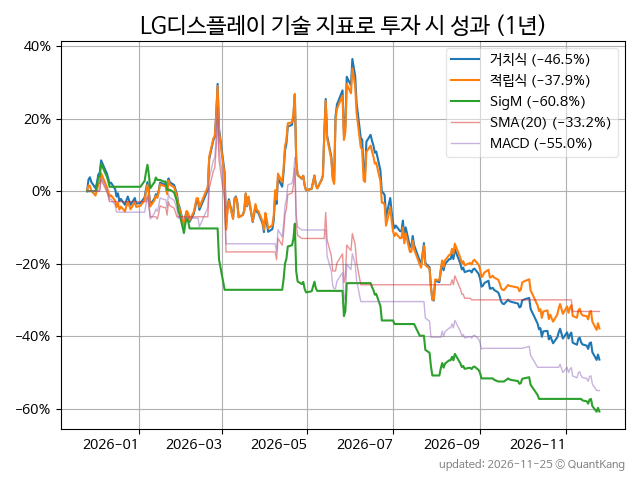 LG디스플레이 기술 지표로 투자 시 성과 (1년)
40%
20%
0%
−20%
−40%
−60%
거치식 (−46.5%)
적립식 (−37.9%)
SigM (−60.8%)
SMA(20) (−33.2%)
MACD (−55.0%)
2026-01
2026-03
2026-05
2026-07
2026-09
2026-11
updated: 2026-11-25 © QuantKang